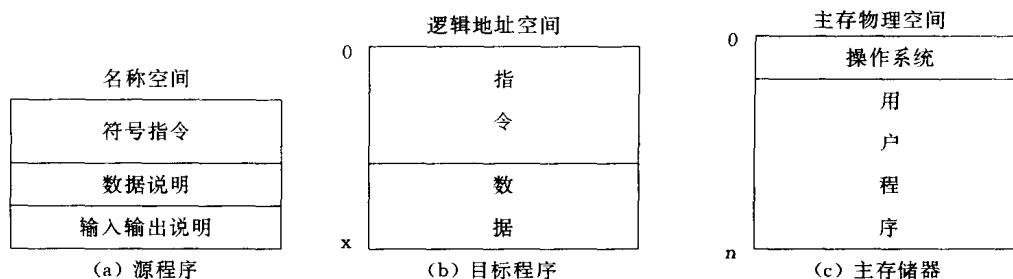 名称空间
符号指令
数据说明
输入输出说明
(a) 源程序
逻辑地址空间
0
指
令
数
据
x
(b) 目标程序
主存物理空间
0
操作系统
用
户
程
序
n
(c) 主存储器